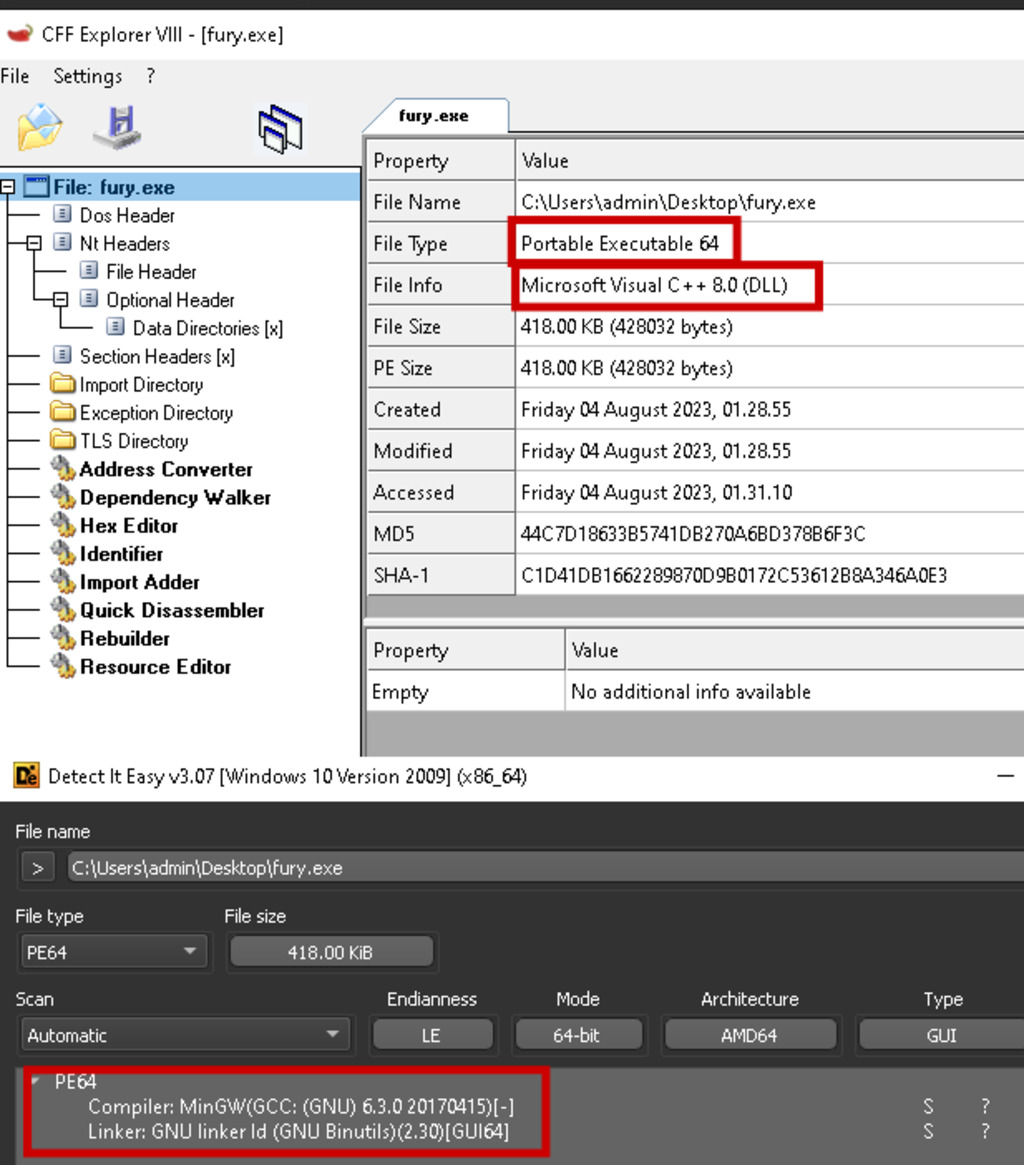 CFF Explorer VIII - [fury.exe]
File Settings ?
fury.exe
Property Value
File: fury.exe
Dos Header
Nt Headers
File Header
Optional Header
Data Directories [x]
Section Headers [x]
Import Directory
Exception Directory
TLS Directory
Address Converter
Dependency Walker
Hex Editor
Identifier
Import Adder
Quick Disassembler
Rebuilder
Resource Editor
File Name C:\Users\admin\Desktop\fury.exe
File Type Portable Executable 64
File Info Microsoft Visual C++ 8.0 (DLL)
File Size 418.00 KB (428032 bytes)
PE Size 418.00 KB (428032 bytes)
Created Friday 04 August 2023, 01.28.55
Modified Friday 04 August 2023, 01.28.55
Accessed Friday 04 August 2023, 01.31.10
MD5 44C7D18633B5741DB270A6BD378B6F3C
SHA-1 C1D41DB1662289870D9B0172C53612B8A346A0E3
Property Value
Empty No additional info available
De Detect It Easy v3.07 [Windows 10 Version 2009] (x86_64)
File name
> C:\Users\admin\Desktop\fury.exe
File type File size
PE64 418.00 KiB
Scan Endianness Mode Architecture Type
Automatic LE 64-bit AMD64 GUI
PE64
Compiler: MinGW(GCC: (GNU) 6.3.0 20170415)[-] S ?
Linker: GNU linker ld (GNU Binutils)(2.30)[GUI64] S ?